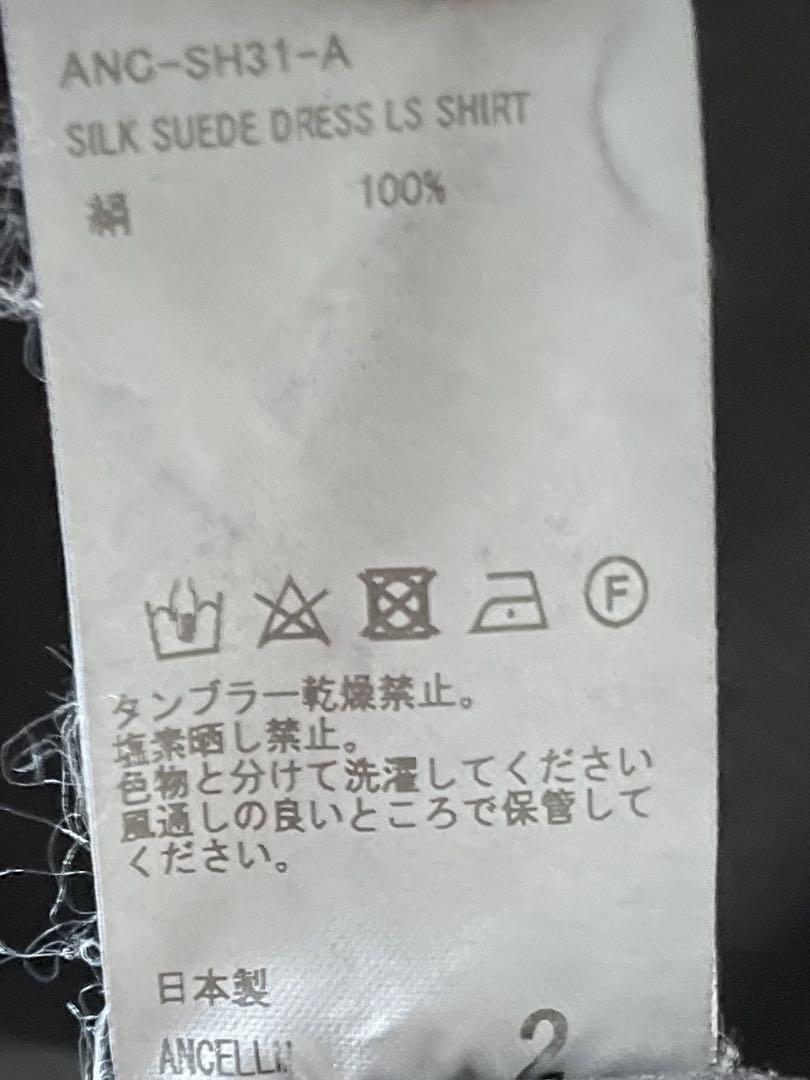 ANC-SH31-A
SILK SUEDE DRESS LS SHIRT
絹 100%
F
タンブラー乾燥禁止。
塩素晒し禁止。
色物と分けて洗濯してください
風通しの良いところで保管して
ください。
日本製
2